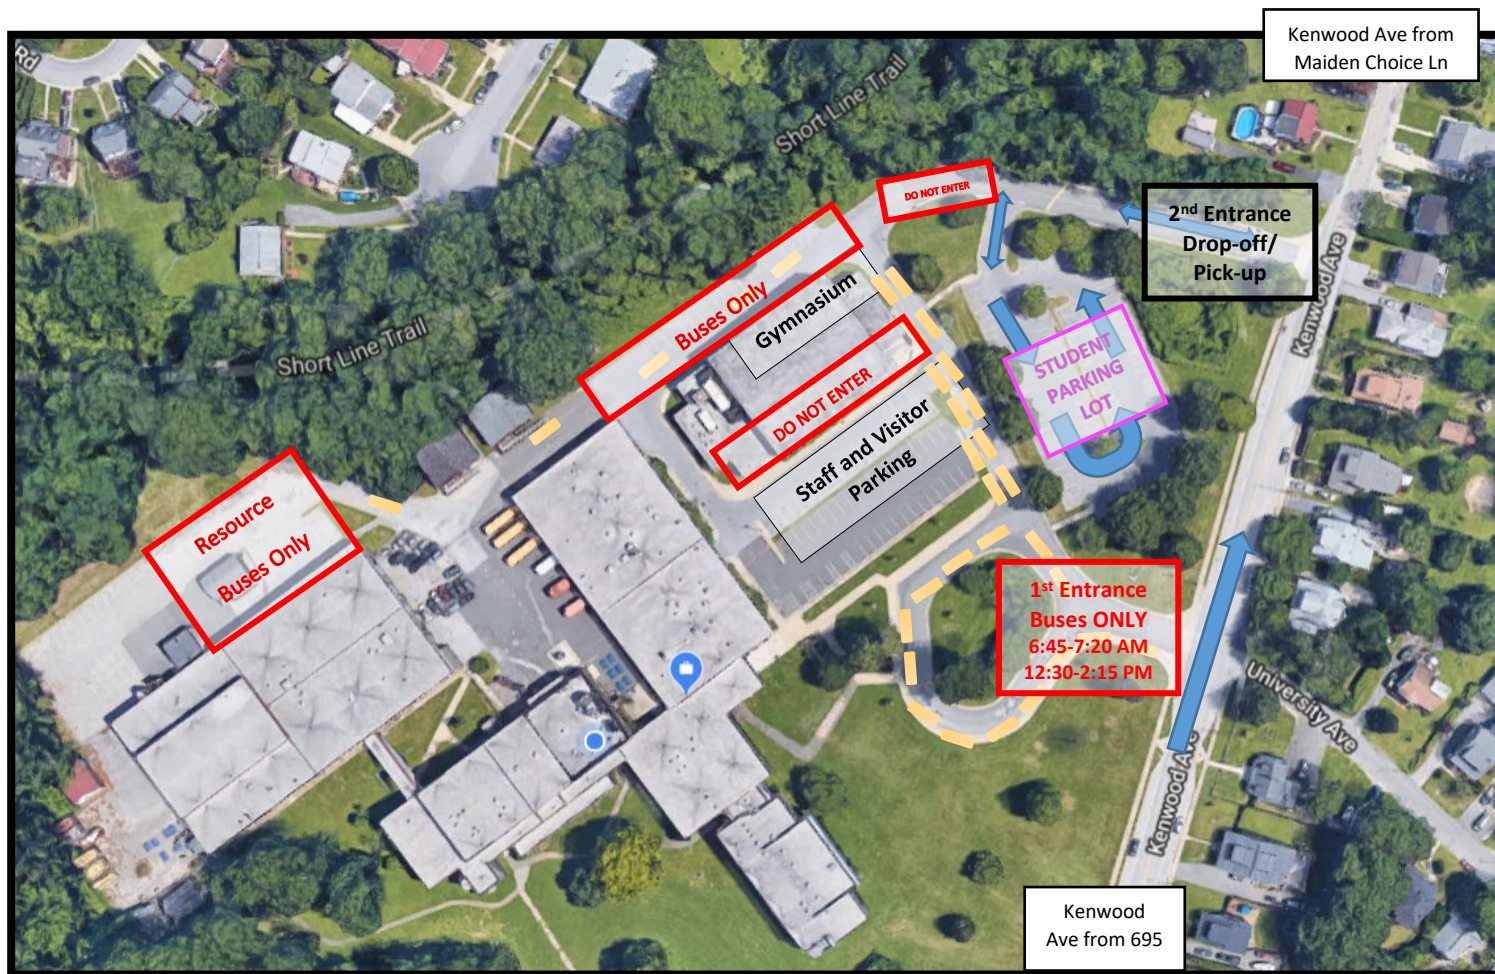 Kenwood Ave from
Maiden Choice Ln
Rd
Short Line Trail
DO NOT ENTER
2nd Entrance
Drop-off/
Pick-up
Kenwood Ave
Buses Only
Gymnasium
Short Line Trail
STUDENT
PARKING
LOT
DO NOT ENTER
Staff and Visitor
Parking
Resource
Buses Only
1st Entrance
Buses ONLY
6:45-7:20 AM
12:30-2:15 PM
University Ave
Kenwood Ave
Kenwood
Ave from 695